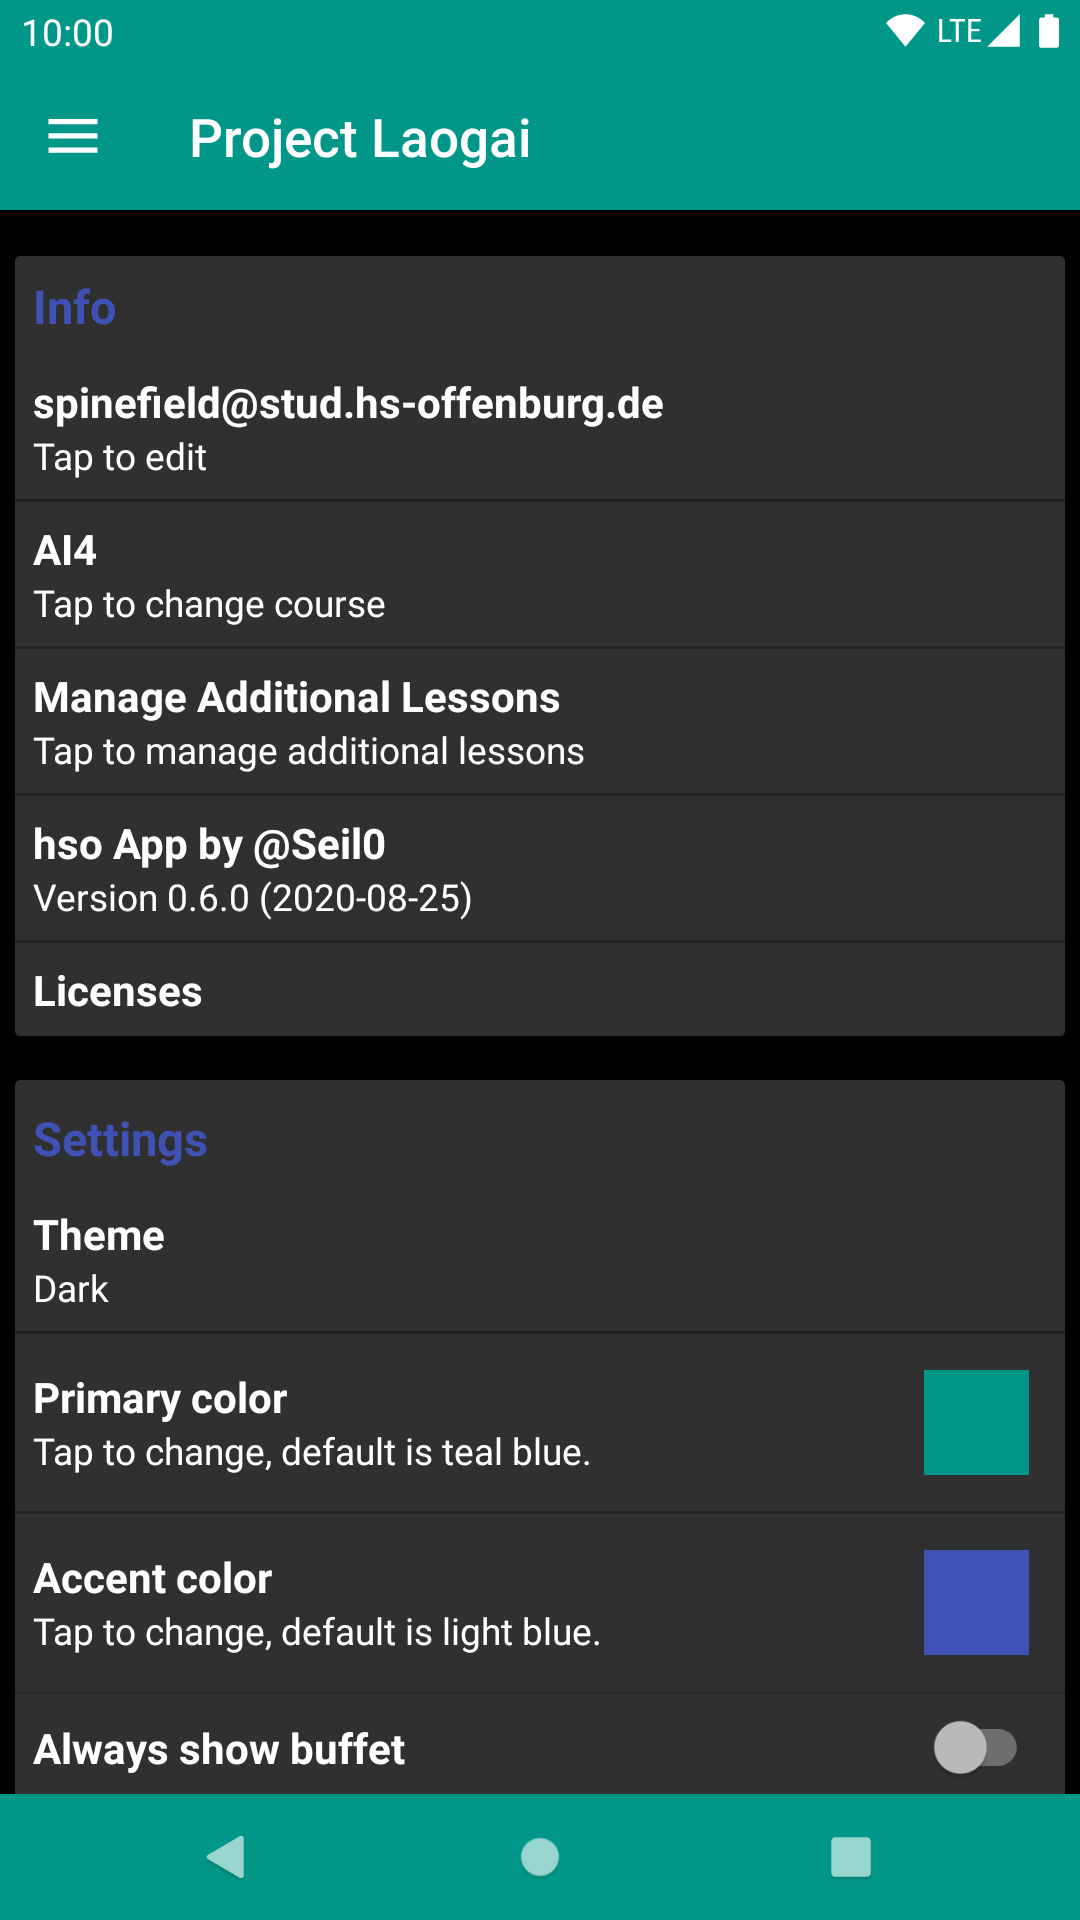 10:00 LTE
Project Laogai
Info
spinefield@stud.hs-offenburg.de
Tap to edit
AI4
Tap to change course
Manage Additional Lessons
Tap to manage additional lessons
hso App by @Seil0
Version 0.6.0 (2020-08-25)
Licenses
Settings
Theme
Dark
Primary color
Tap to change, default is teal blue.
Accent color
Tap to change, default is light blue.
Always show buffet